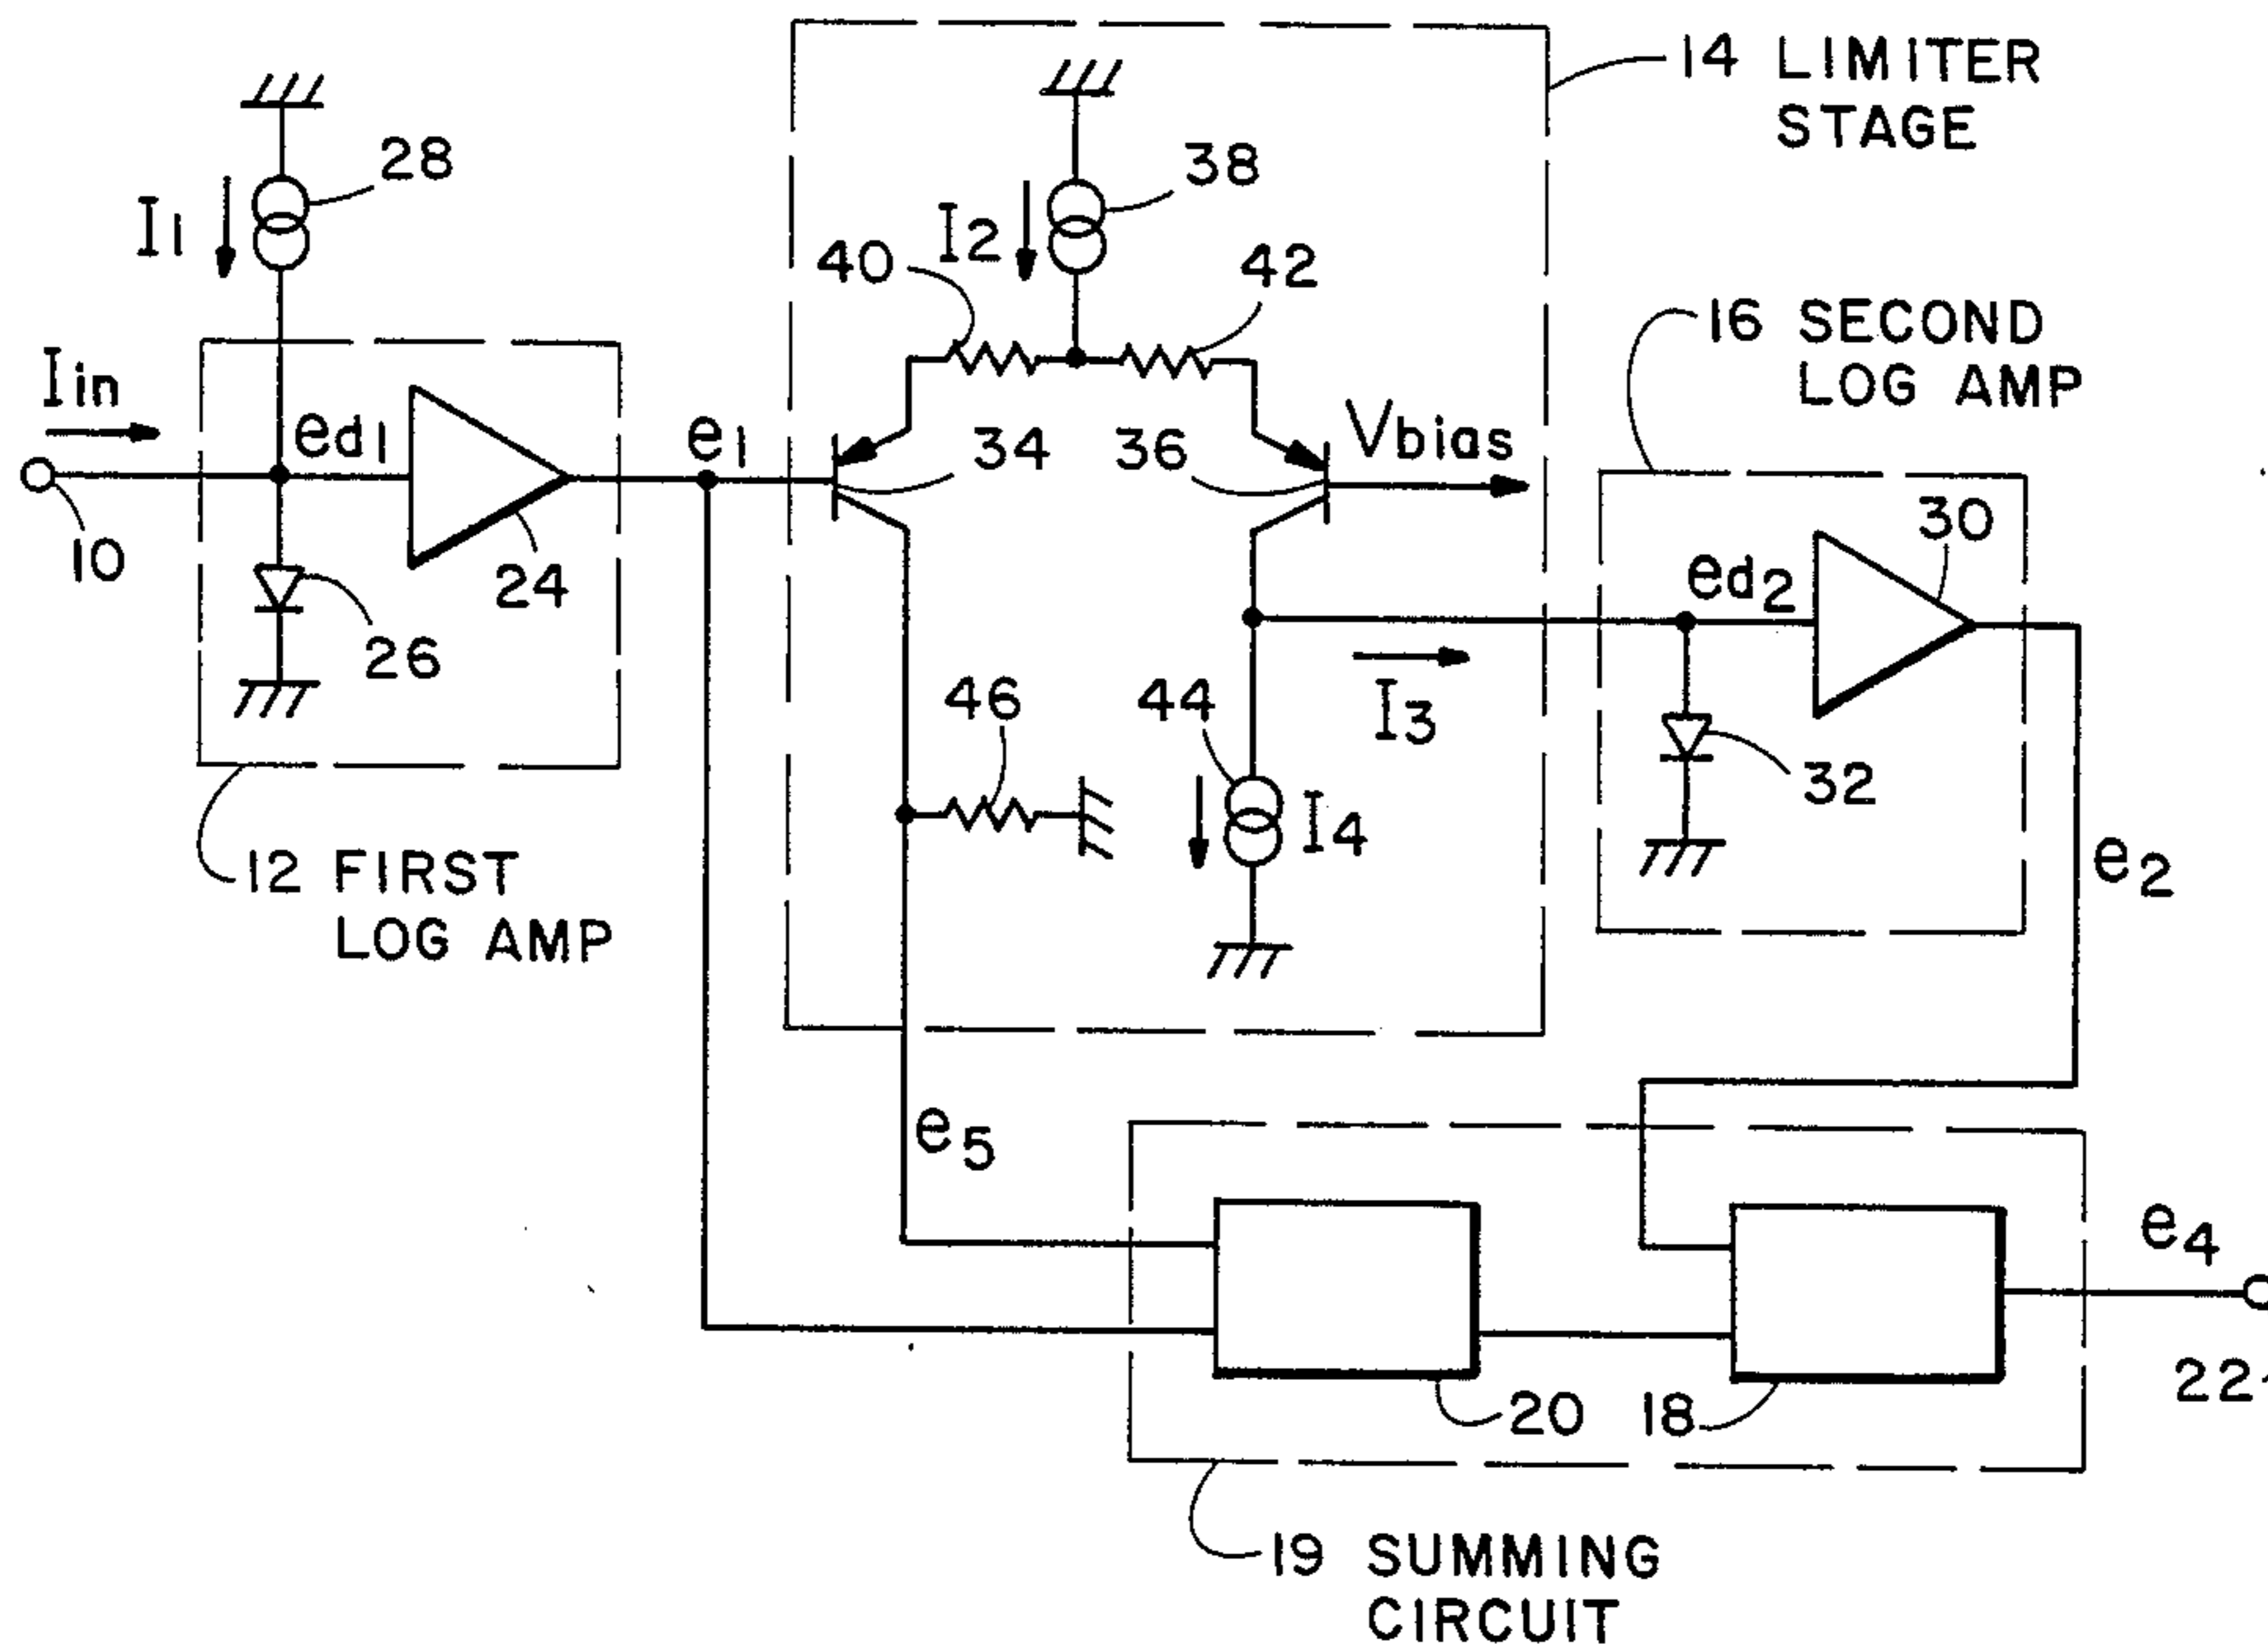 14 LIMITER
STAGE
28
38
I1
I2
40
42
16 SECOND
LOG AMP
Iin
ed1
e1
34
36
Vbias
30
10
24
ed2
26
46
44
I3
32
I4
12 FIRST
LOG AMP
e2
e5
e4
22
20
18
19 SUMMING
CIRCUIT